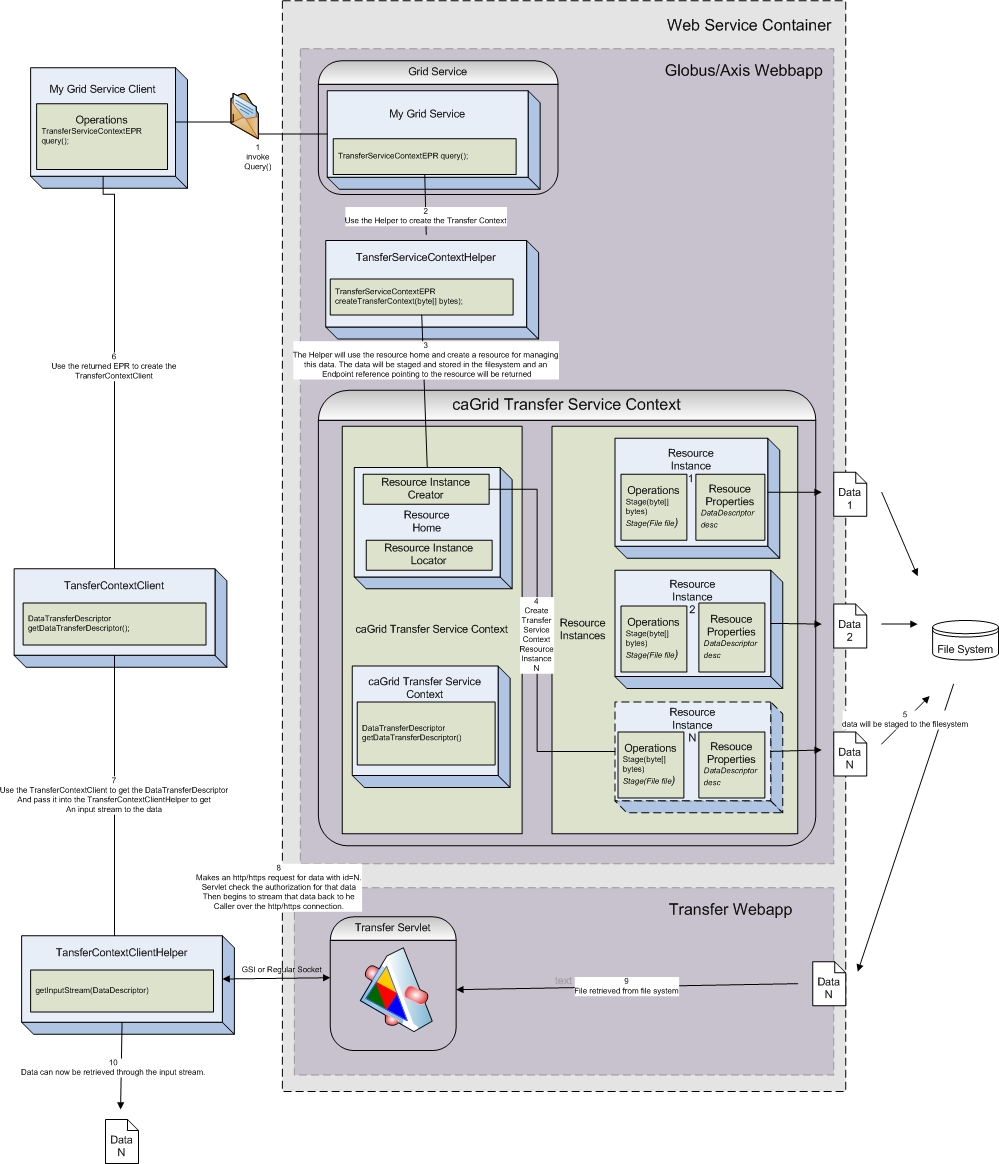 Web Service Container
Globus/Axis Webbapp
Grid Service
My Grid Service Client
Operations
TransferServiceContextEPR
query();
1
invoke
Query()
My Grid Service
TransferServiceContextEPR query();
2
Use the Helper to create the Transfer Context
TansferServiceContextHelper
TransferServiceContextEPR
createTransferContext(byte[] bytes);
3
The Helper will use the resource home and create a resource for managing
this data. The data will be staged and stored in the filesystem and an
Endpoint reference pointing to the resource will be returned
6
Use the returned EPR to create the
TransferContextClient
caGrid Transfer Service Context
Resource Instance
Creator
Resource
Home
Resource Instance
Locator
caGrid Transfer Service Context
caGrid Transfer Service
Context
DataTransferDescriptor
getDataTransferDescriptor()
4
Create
Transfer
Service
Context
Resource
Instance
N
Resource
Instances
Resource
Instance
1
Operations
Stage(byte[]
bytes)
Stage(File file)
Resouce
Properties
DataDescriptor
desc
Data
1
Resource
Instance
2
Operations
Stage(byte[]
bytes)
Stage(File file)
Resouce
Properties
DataDescriptor
desc
Data
2
Resource
Instance
N
Operations
Stage(byte[]
bytes)
Stage(File file)
Resouce
Properties
DataDescriptor
desc
Data
N
File System
5
data will be staged to the filesystem
TansferContextClient
DataTransferDescriptor
getDataTransferDescriptor();
7
Use the TransferContextClient to get the DataTransferDescriptor
And pass it into the TransferContextClientHelper to get
An input stream to the data
8
Makes an http/https request for data with id=N.
Servlet check the authorization for that data
Then begins to stream that data back to he
Caller over the http/https connection.
Transfer Webapp
Transfer Servlet
TansferContextClientHelper
getInputStream(DataDescriptor)
GSI or Regular Socket
text
9
File retrieved from file system
Data
N
10
Data can now be retrieved through the input stream.
Data
N